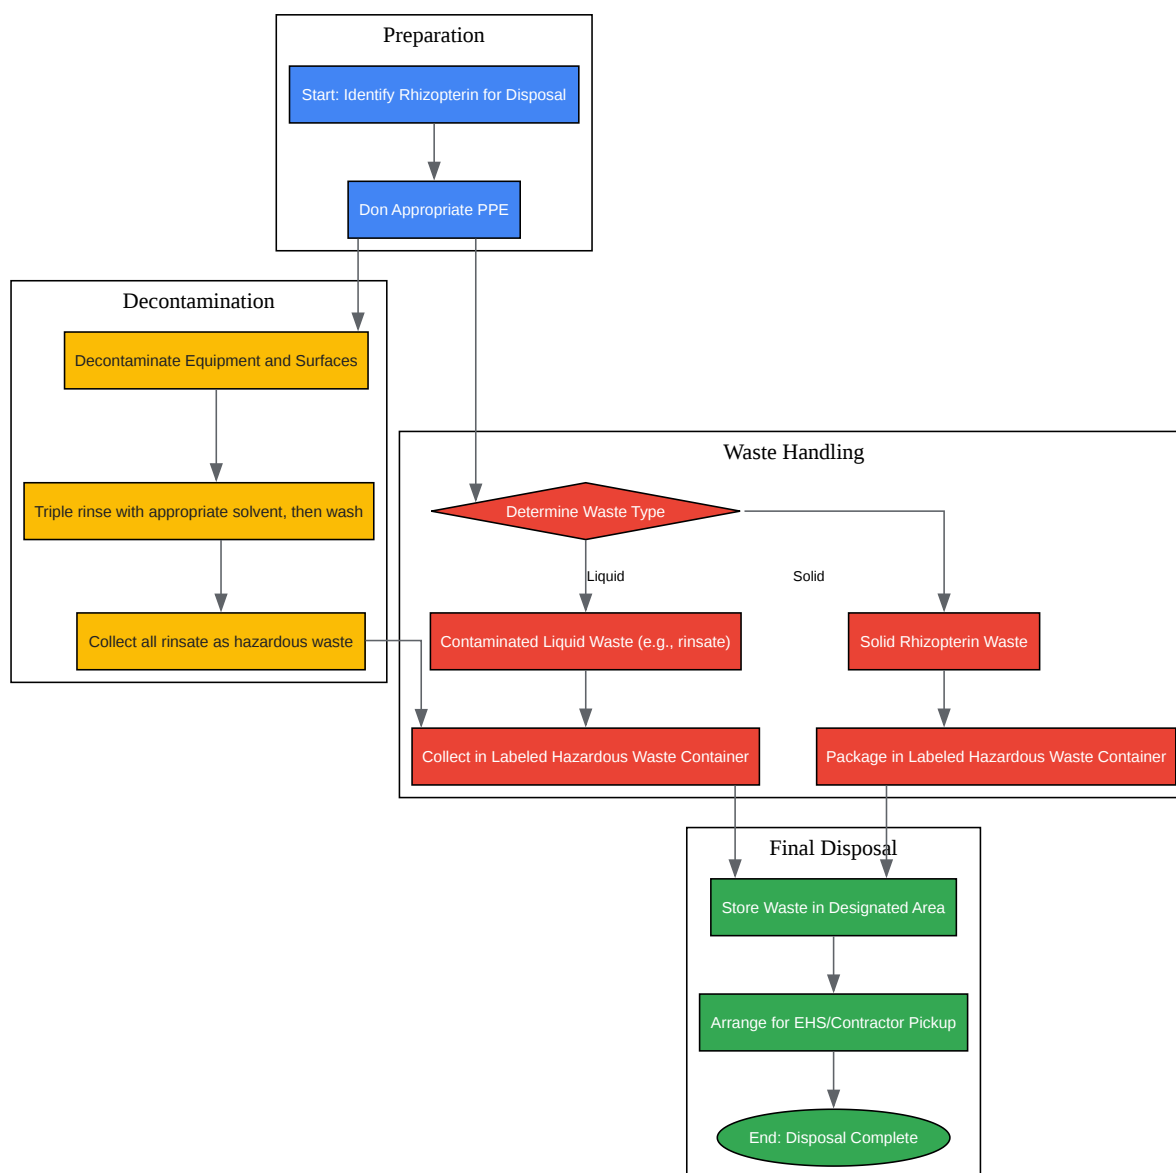 Preparation
Start: Identify Rhizopterin for Disposal
Don Appropriate PPE
Decontamination
Decontaminate Equipment and Surfaces
Triple rinse with appropriate solvent, then wash
Collect all rinsate as hazardous waste
Waste Handling
Determine Waste Type
Liquid
Solid
Contaminated Liquid Waste (e.g., rinsate)
Solid Rhizopterin Waste
Collect in Labeled Hazardous Waste Container
Package in Labeled Hazardous Waste Container
Final Disposal
Store Waste in Designated Area
Arrange for EHS/Contractor Pickup
End: Disposal Complete